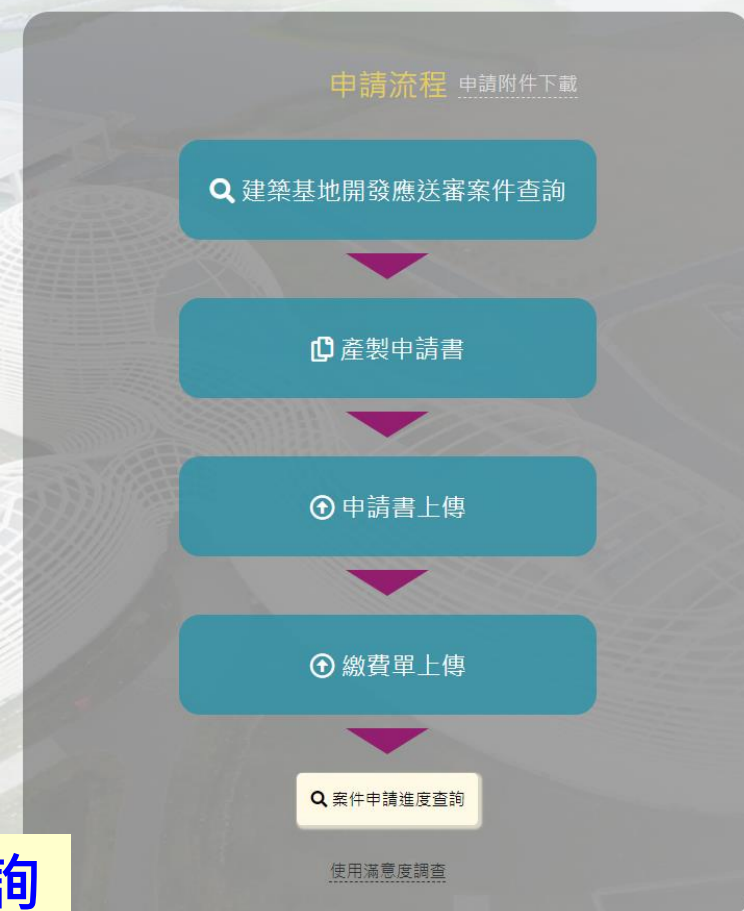 申請流程 申請附件下載
建築基地開發應送審案件查詢
產製申請書
申請書上傳
繳費單上傳
案件申請進度查詢
使用滿意度調查
詢